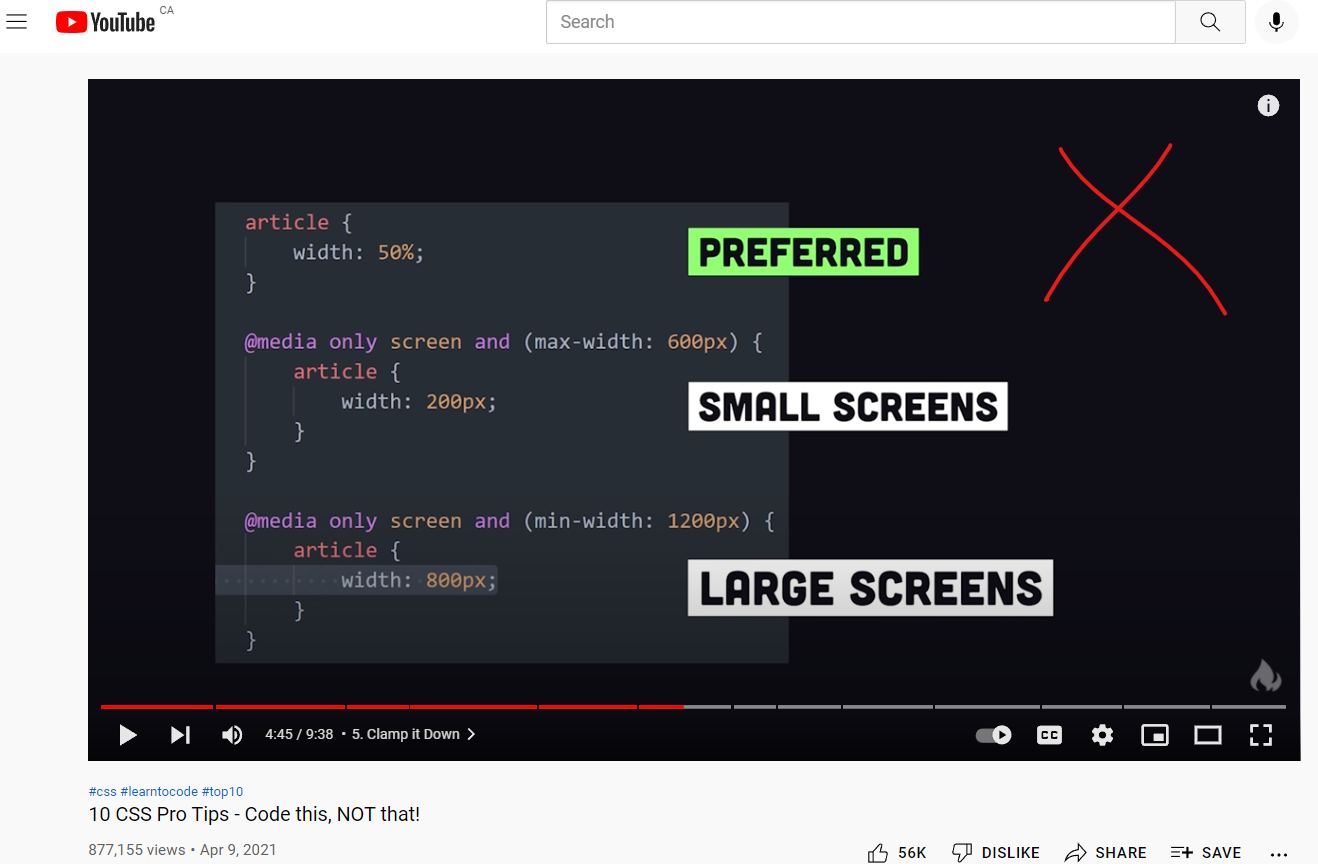 YouTube CA
Search
article {
width: 50%;
}
PREFERRED
@media only screen and (max-width: 600px) {
article {
width: 200px;
}
}
SMALL SCREENS
@media only screen and (min-width: 1200px) {
article {
width: 800px;
}
}
LARGE SCREENS
4:45 / 9:38 • 5. Clamp it Down
CC
#css #learntocode #top10
10 CSS Pro Tips - Code this, NOT that!
877,155 views • Apr 9, 2021
56K DISLIKE SHARE SAVE